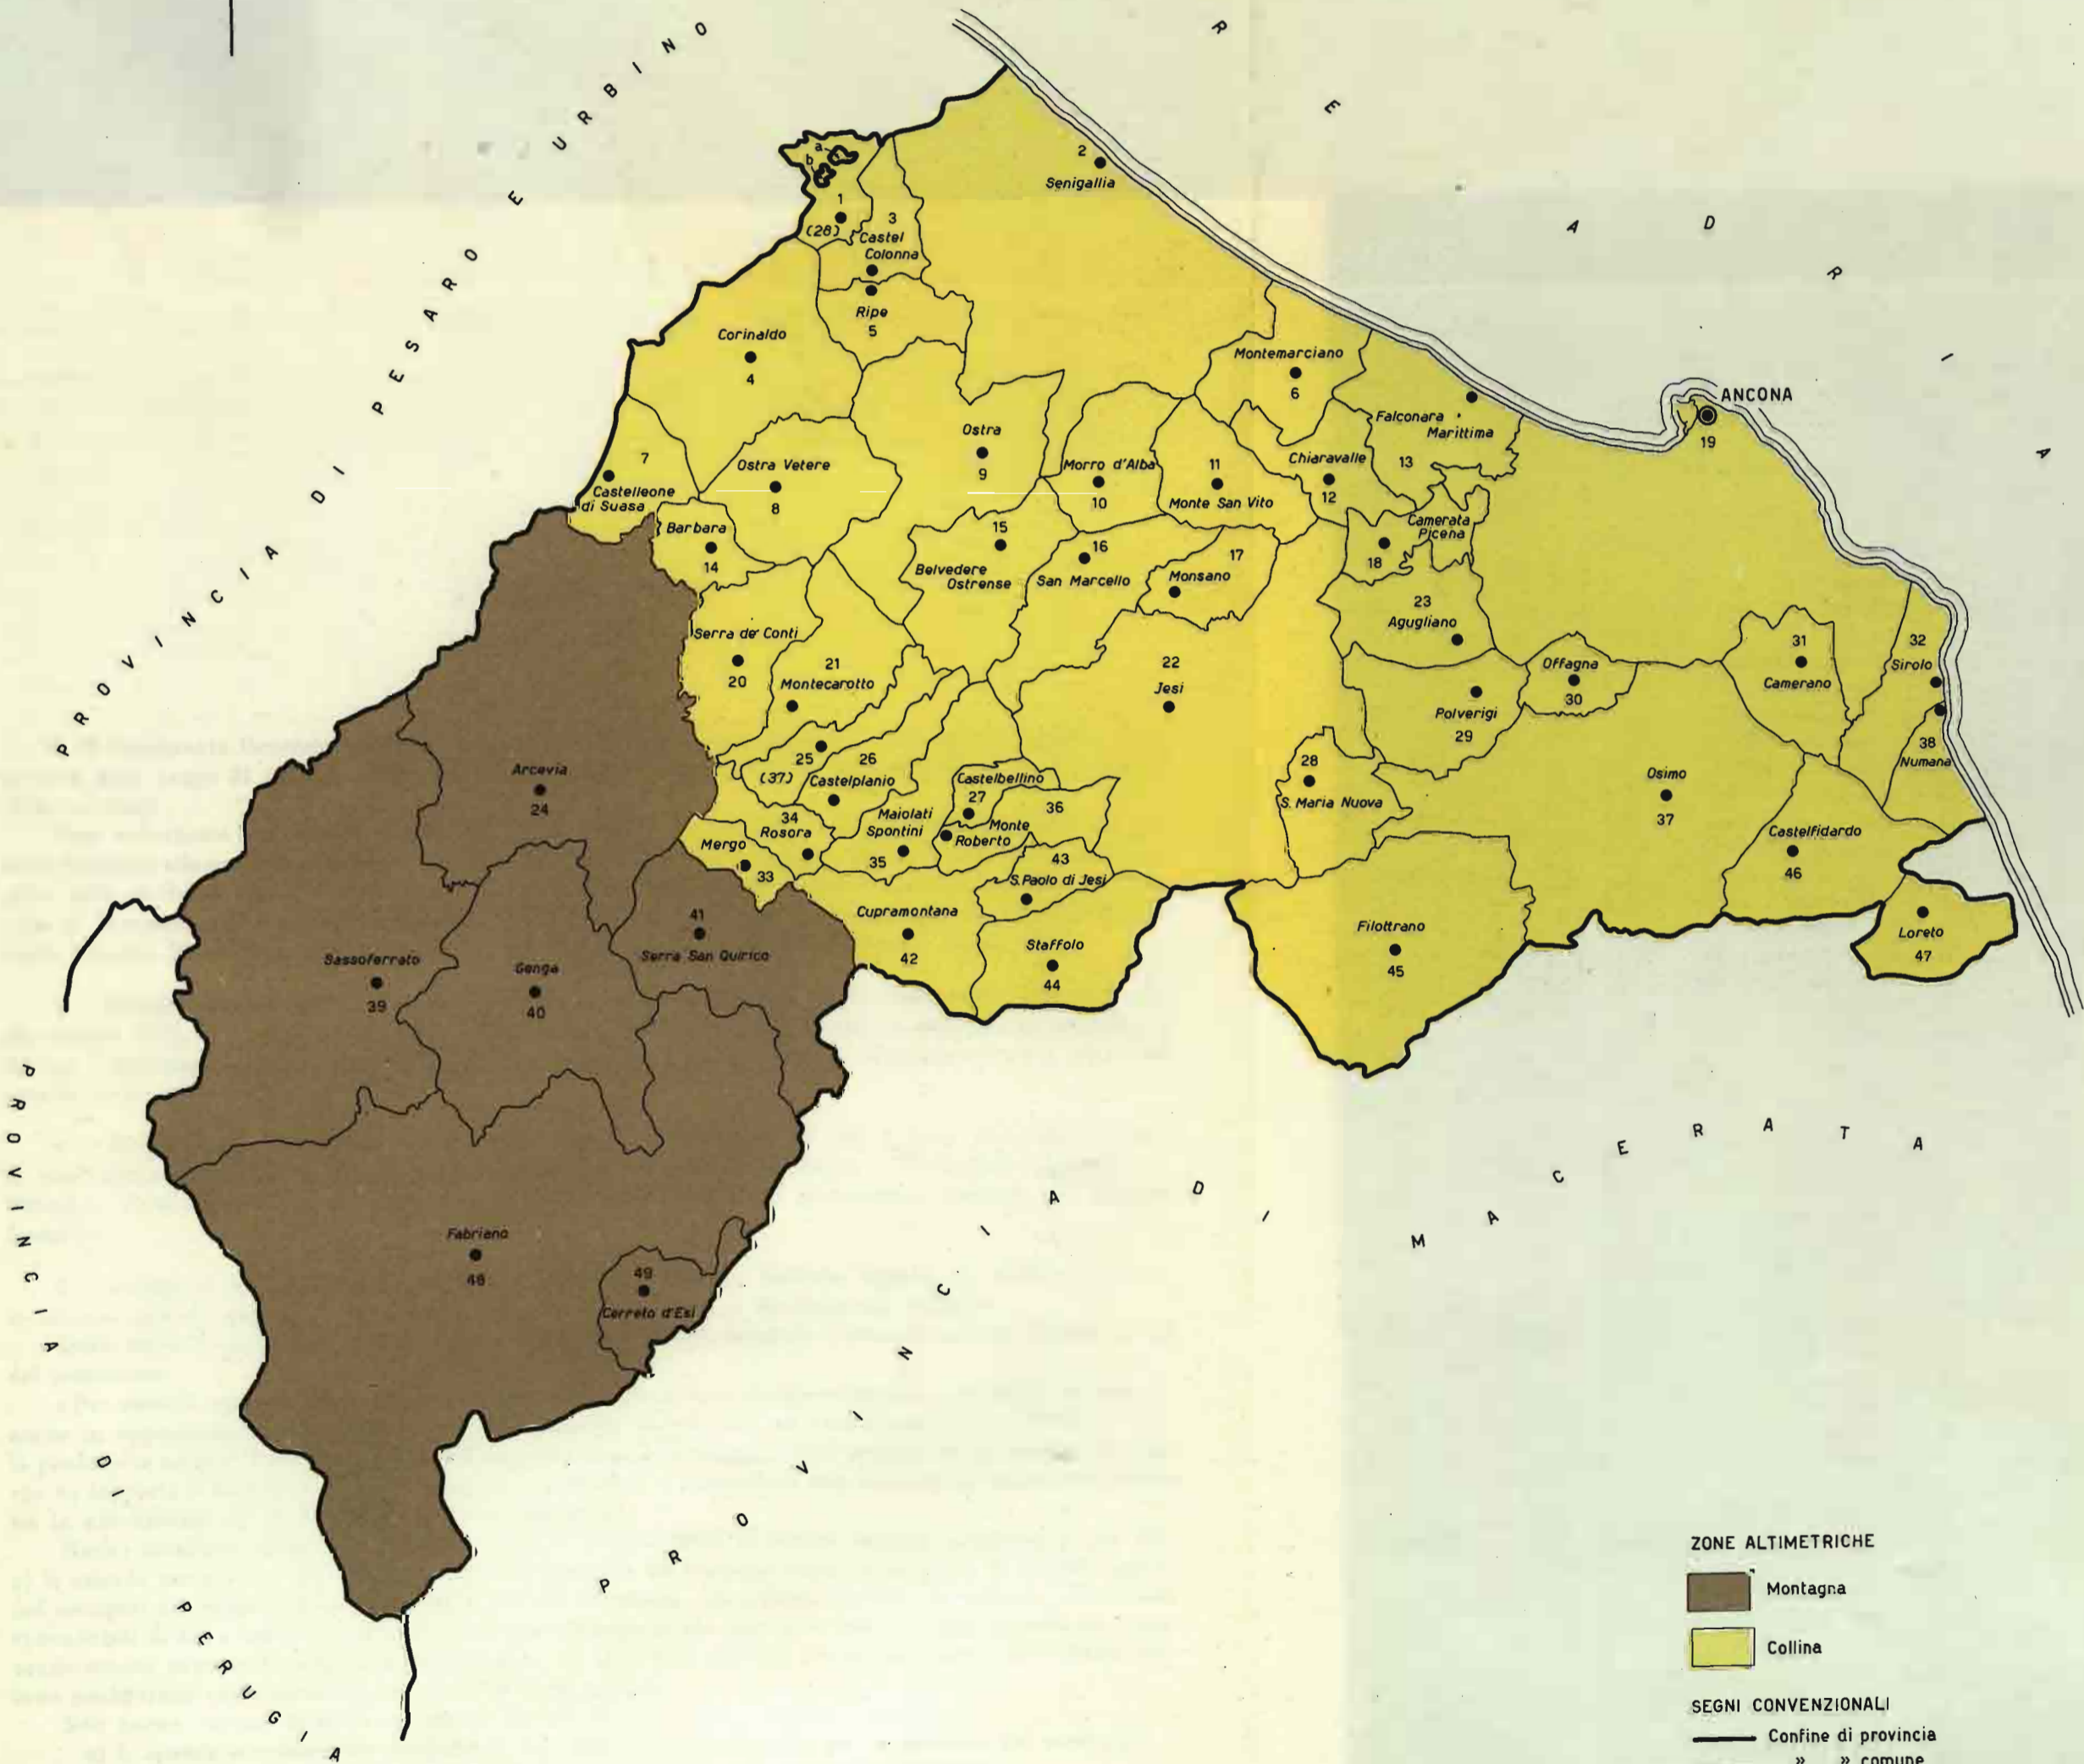 PROVINCIA DI PESARO E URBINO
MARE ADRIATICO
PROVINCIA DI MACERATA
PROVINCIA DI PERUGIA
a
b
1
(28)
2
Senigallia
3
Castel
Colonna
Ripe
5
Corinaldo
4
Montemarciano
6
ANCONA
19
Falconara
Marittima
13
7
Castelleone
di Suasa
Ostra Vetere
8
Ostra
9
Morro d'Alba
10
11
Monte San Vito
Chiaravalle
12
Barbara
14
15
Belvedere
Ostrense
16
San Marcello
17
Monsano
Camerata
Picena
18
23
Agugliano
Serra de' Conti
20
21
Montecarotto
22
Jesi
Polverigi
29
Offagna
30
31
Camerano
32
Sirolo
38
Numana
Arcevia
24
25
(37)
26
Castelplanio
Castelbellino
27
36
Monte
Roberto
28
S. Maria Nuova
Osimo
37
34
Rosora
Maiolati
Spontini
35
Mergo
33
43
S. Paolo di Jesi
Castelfidardo
46
41
Serra San Quirico
Cupramontana
42
Staffolo
44
Filottrano
45
Loreto
47
Sassoferrato
39
Genga
40
Fabriano
48
49
Cerreto d'Esi
ZONE ALTIMETRICHE
Montagna
Collina
SEGNI CONVENZIONALI
Confine di provincia
» » comune